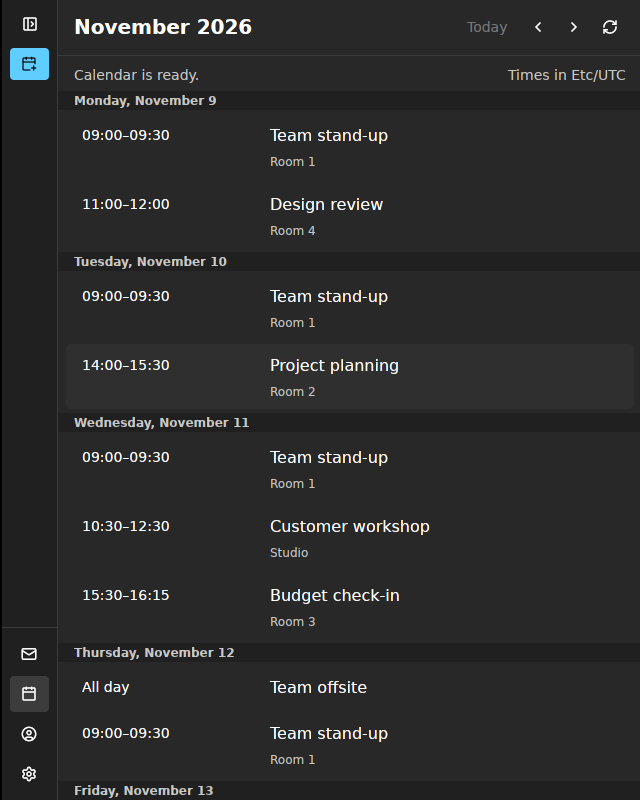 November 2026
Today
Calendar is ready.
Times in Etc/UTC
Monday, November 9
09:00–09:30
Team stand-up
Room 1
11:00–12:00
Design review
Room 4
Tuesday, November 10
09:00–09:30
Team stand-up
Room 1
14:00–15:30
Project planning
Room 2
Wednesday, November 11
09:00–09:30
Team stand-up
Room 1
10:30–12:30
Customer workshop
Studio
15:30–16:15
Budget check-in
Room 3
Thursday, November 12
All day
Team offsite
09:00–09:30
Team stand-up
Room 1
Friday, November 13